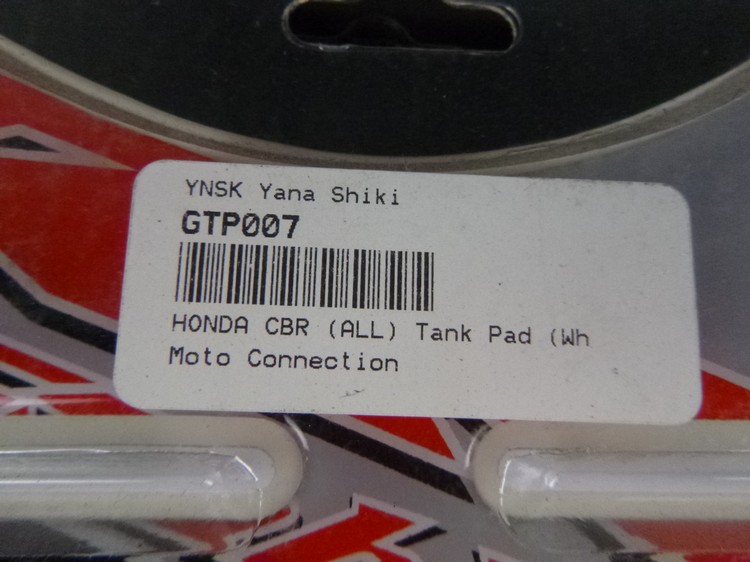 YNSK Yana Shiki
GTP007
HONDA CBR (ALL) Tank Pad (Wh
Moto Connection